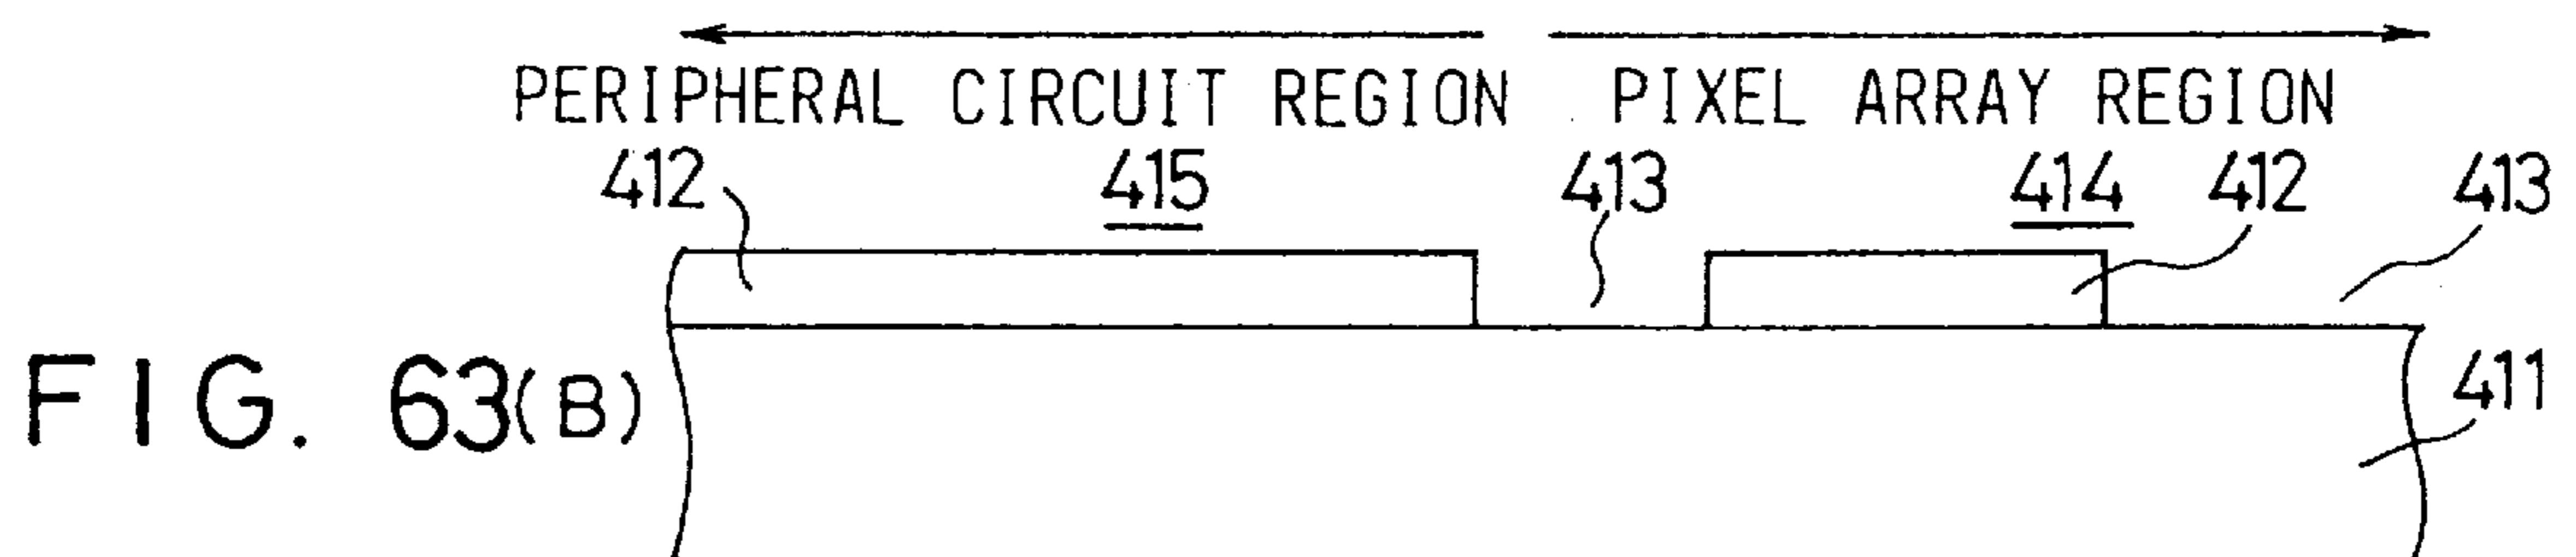 PERIPHERAL CIRCUIT REGION PIXEL ARRAY REGION
412 415 413 414 412 413
FIG. 63(B)
411